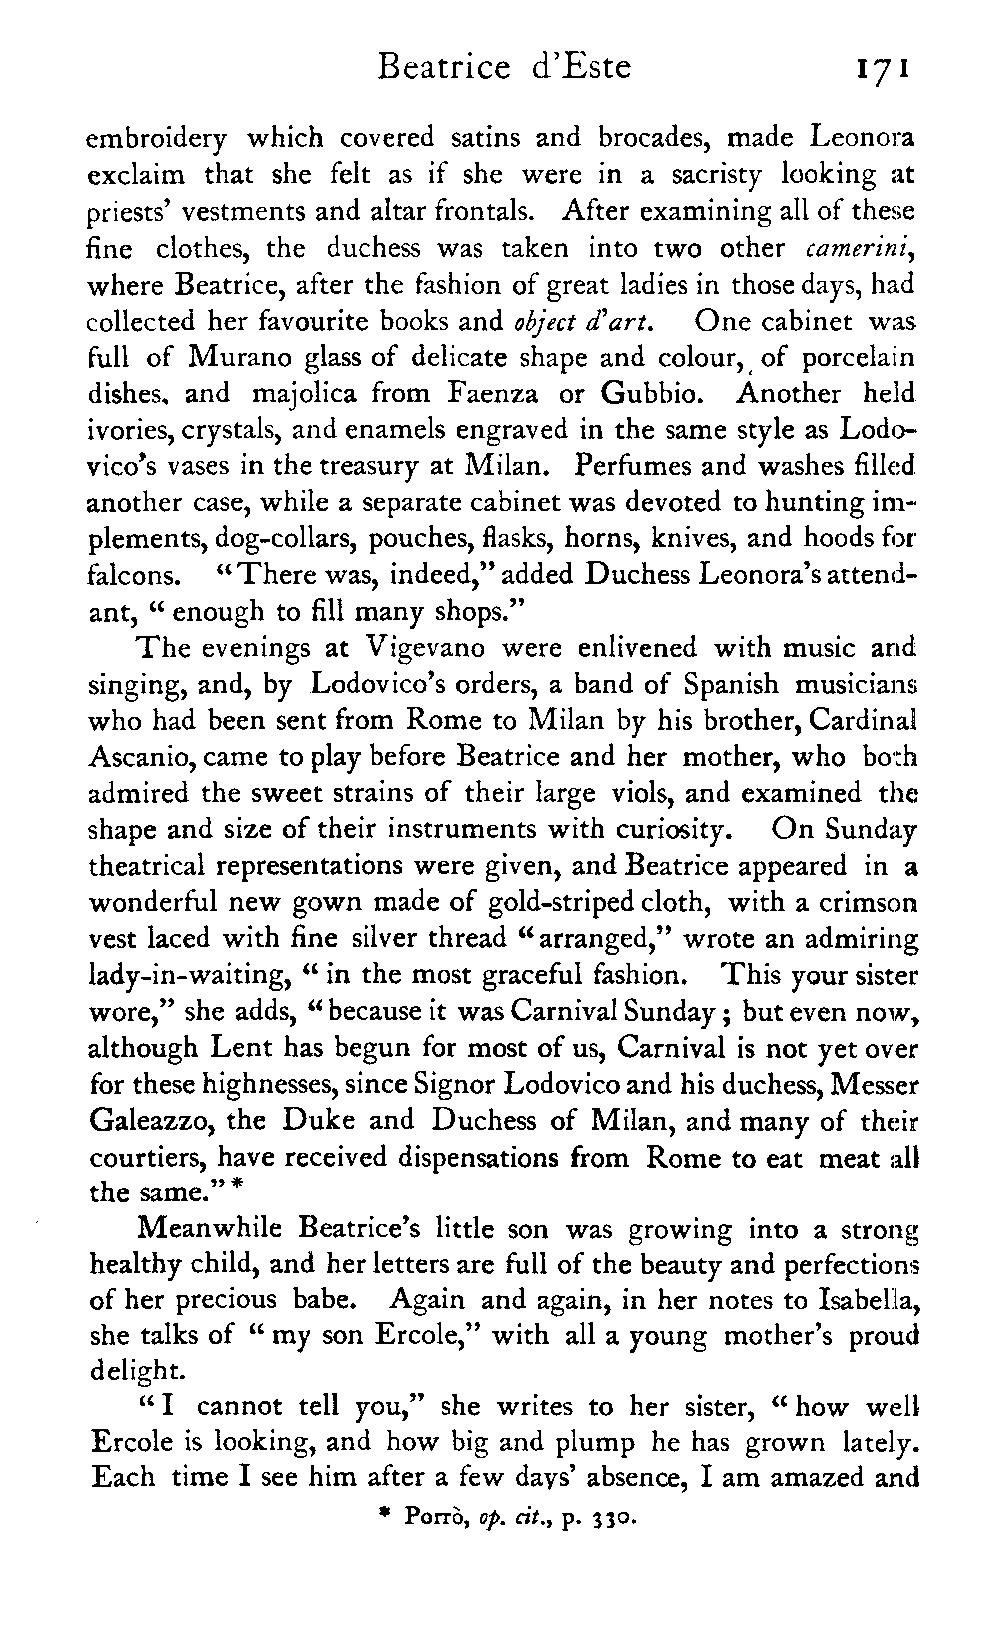 Beatrice d'Este 171
embroidery which covered satins and brocades, made Leonora
exclaim that she felt as if she were in a sacristy looking at
priests' vestments and altar frontals. After examining all of these
fine clothes, the duchess was taken into two other camerini,
where Beatrice, after the fashion of great ladies in those days, had
collected her favourite books and object d'art. One cabinet was
full of Murano glass of delicate shape and colour, of porcelain
dishes, and majolica from Faenza or Gubbio. Another held
ivories, crystals, and enamels engraved in the same style as Lodo-
vico's vases in the treasury at Milan. Perfumes and washes filled
another case, while a separate cabinet was devoted to hunting im-
plements, dog-collars, pouches, flasks, horns, knives, and hoods for
falcons. "There was, indeed," added Duchess Leonora's attend-
ant, "enough to fill many shops."
The evenings at Vigevano were enlivened with music and
singing, and, by Lodovico's orders, a band of Spanish musicians
who had been sent from Rome to Milan by his brother, Cardinal
Ascanio, came to play before Beatrice and her mother, who both
admired the sweet strains of their large viols, and examined the
shape and size of their instruments with curiosity. On Sunday
theatrical representations were given, and Beatrice appeared in a
wonderful new gown made of gold-striped cloth, with a crimson
vest laced with fine silver thread "arranged," wrote an admiring
lady-in-waiting, "in the most graceful fashion. This your sister
wore," she adds, "because it was Carnival Sunday; but even now,
although Lent has begun for most of us, Carnival is not yet over
for these highnesses, since Signor Lodovico and his duchess, Messer
Galeazzo, the Duke and Duchess of Milan, and many of their
courtiers, have received dispensations from Rome to eat meat all
the same."*
Meanwhile Beatrice's little son was growing into a strong
healthy child, and her letters are full of the beauty and perfections
of her precious babe. Again and again, in her notes to Isabella,
she talks of "my son Ercole," with all a young mother's proud
delight.
"I cannot tell you," she writes to her sister, "how well
Ercole is looking, and how big and plump he has grown lately.
Each time I see him after a few days' absence, I am amazed and
* Porrò, op. cit., p. 330.